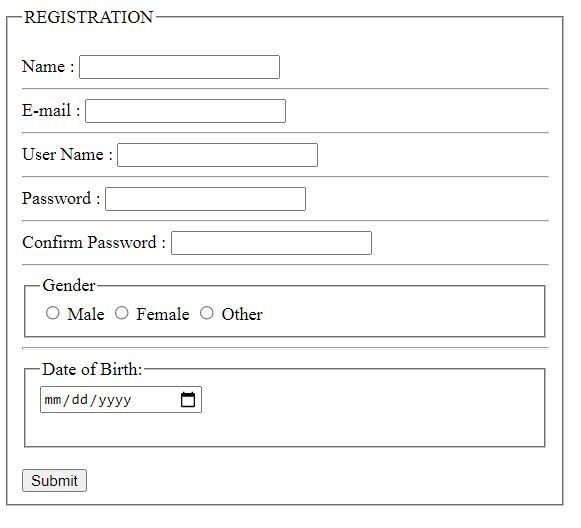 REGISTRATION
Name :
E-mail :
User Name :
Password :
Confirm Password :
Gender
Male Female Other
Date of Birth:
mm/dd/yyyy
Submit